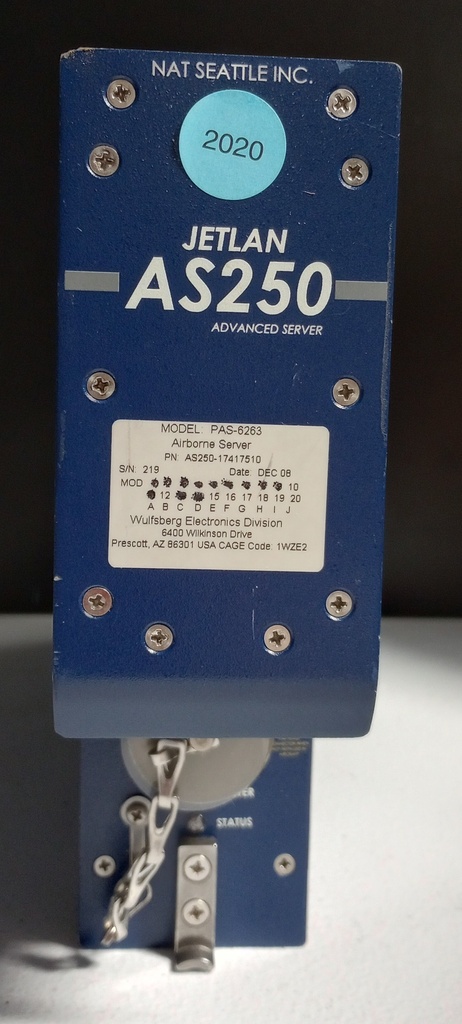 NAT SEATTLE INC.
2020
JETLAN
AS250
ADVANCED SERVER
MODEL: PAS-6263
Airborne Server
PN: AS250-17417510
S/N: 219 Date: DEC 08
MOD 10
12 15 16 17 18 19 20
A B C D E F G H I J
Wulfsberg Electronics Division
6400 Wilkinson Drive
Prescott, AZ 86301 USA CAGE Code: 1WZE2
STATUS